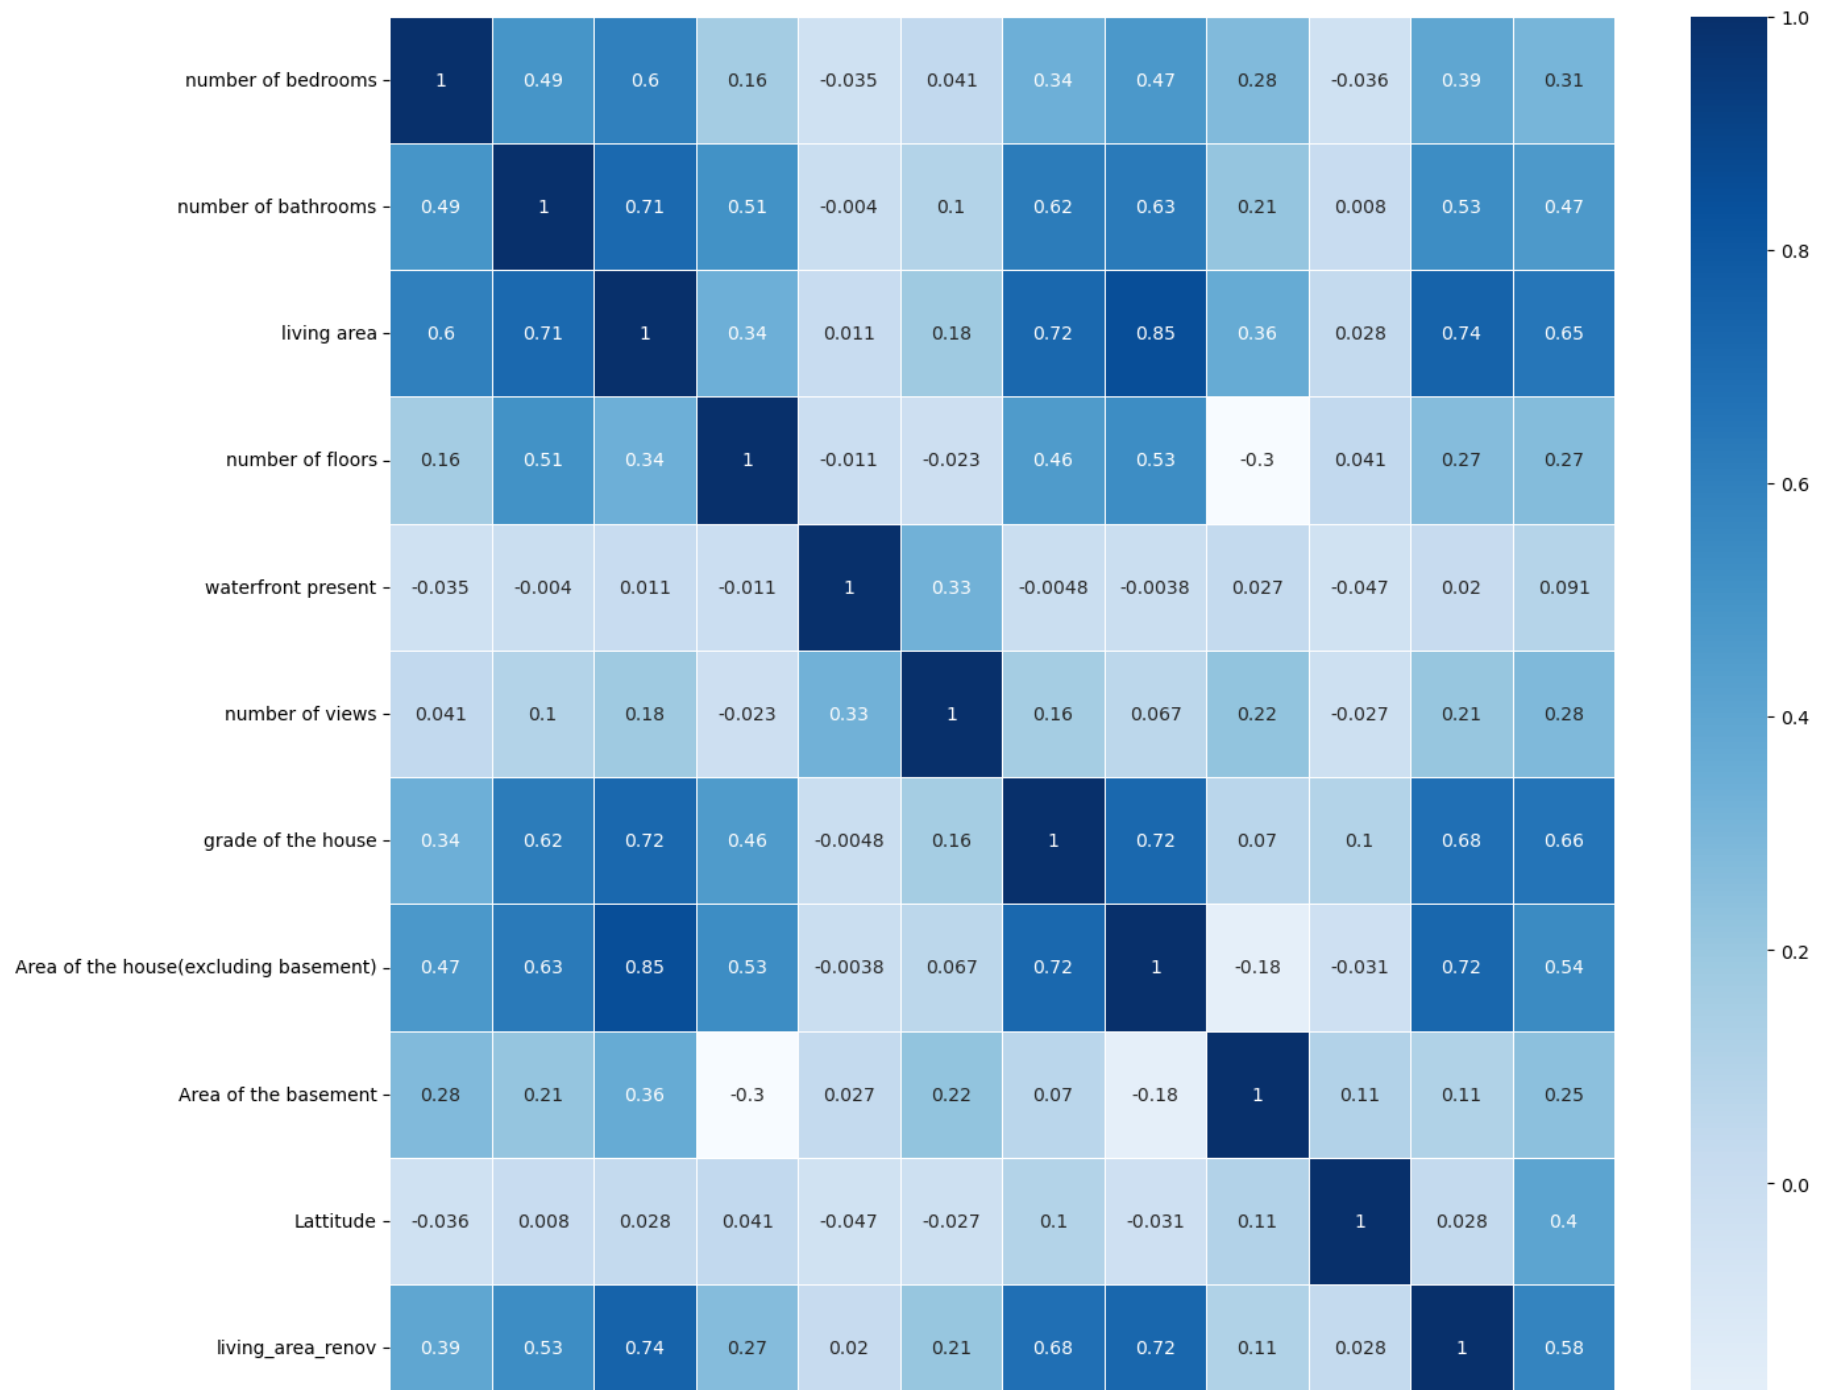 number of bedrooms 1 0.49 0.6 0.16 -0.035 0.041 0.34 0.47 0.28 -0.036 0.39 0.31
number of bathrooms 0.49 1 0.71 0.51 -0.004 0.1 0.62 0.63 0.21 0.008 0.53 0.47
living area 0.6 0.71 1 0.34 0.011 0.18 0.72 0.85 0.36 0.028 0.74 0.65
number of floors 0.16 0.51 0.34 1 -0.011 -0.023 0.46 0.53 -0.3 0.041 0.27 0.27
waterfront present -0.035 -0.004 0.011 -0.011 1 0.33 -0.0048 -0.0038 0.027 -0.047 0.02 0.091
number of views 0.041 0.1 0.18 -0.023 0.33 1 0.16 0.067 0.22 -0.027 0.21 0.28
grade of the house 0.34 0.62 0.72 0.46 -0.0048 0.16 1 0.72 0.07 0.1 0.68 0.66
Area of the house(excluding basement) 0.47 0.63 0.85 0.53 -0.0038 0.067 0.72 1 -0.18 -0.031 0.72 0.54
Area of the basement 0.28 0.21 0.36 -0.3 0.027 0.22 0.07 -0.18 1 0.11 0.11 0.25
Lattitude -0.036 0.008 0.028 0.041 -0.047 -0.027 0.1 -0.031 0.11 1 0.028 0.4
living_area_renov 0.39 0.53 0.74 0.27 0.02 0.21 0.68 0.72 0.11 0.028 1 0.58
1.0
0.8
0.6
0.4
0.2
0.0